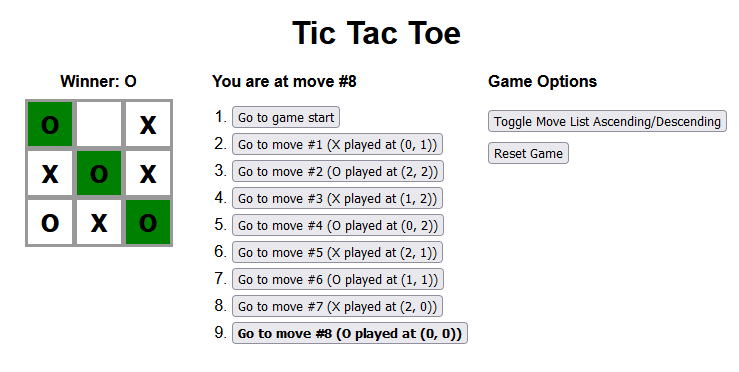 Tic Tac Toe
Winner: O
O X
X O X
O X O
You are at move #8
1. Go to game start
2. Go to move #1 (X played at (0, 1))
3. Go to move #2 (O played at (2, 2))
4. Go to move #3 (X played at (1, 2))
5. Go to move #4 (O played at (0, 2))
6. Go to move #5 (X played at (2, 1))
7. Go to move #6 (O played at (1, 1))
8. Go to move #7 (X played at (2, 0))
9. Go to move #8 (O played at (0, 0))
Game Options
Toggle Move List Ascending/Descending
Reset Game